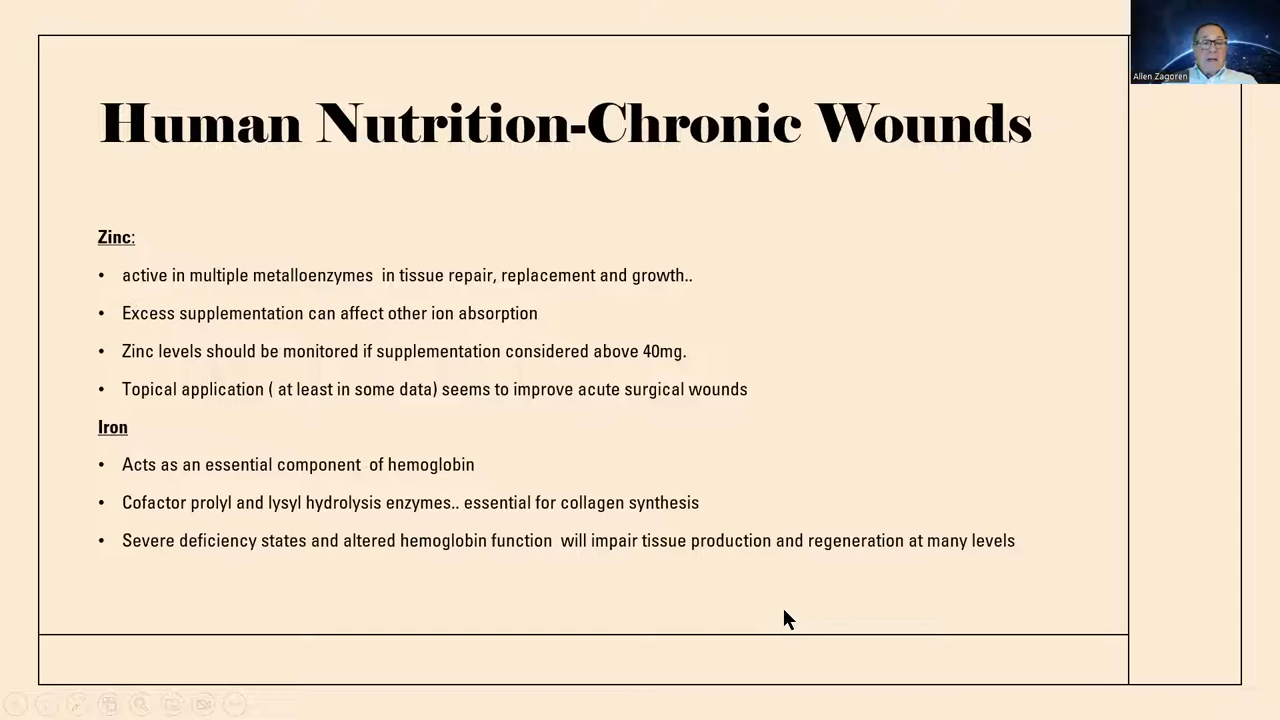 Allen Zagoren
Human Nutrition-Chronic Wounds
Zinc:
• active in multiple metalloenzymes  in tissue repair, replacement and growth..
• Excess supplementation can affect other ion absorption
• Zinc levels should be monitored if supplementation considered above 40mg.
• Topical application ( at least in some data) seems to improve acute surgical wounds
Iron
• Acts as an essential component  of hemoglobin
• Cofactor prolyl and lysyl hydrolysis enzymes.. essential for collagen synthesis
• Severe deficiency states and altered hemoglobin function  will impair tissue production and regeneration at many levels